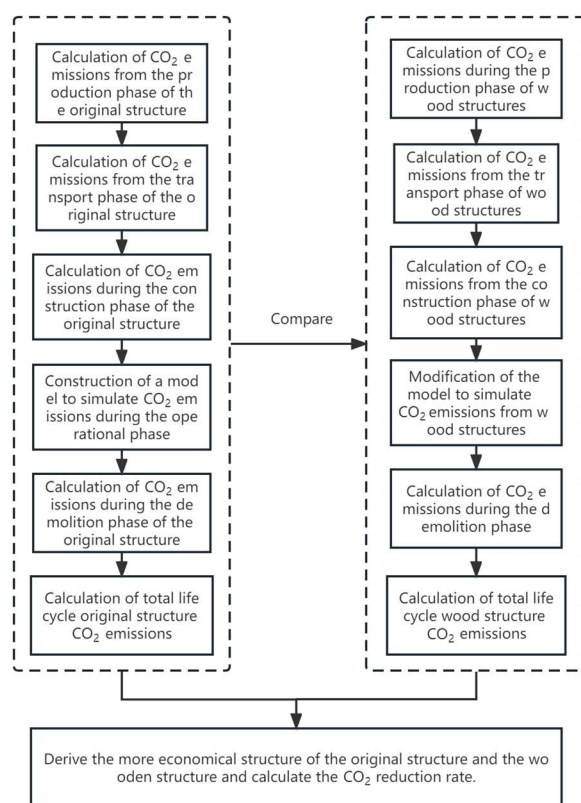 Calculation of CO₂ e
missions from the pr
oduction phase of th
e original structure
Calculation of CO₂ e
missions from the tra
nsport phase of the o
riginal structure
Calculation of CO₂ em
issions during the con
struction phase of the
original structure
Construction of a mod
el to simulate CO₂ em
issions during the ope
rational phase
Calculation of CO₂ em
issions during the de
molition phase of the
original structure
Calculation of total life
cycle original structure
CO₂ emissions
Compare
Calculation of CO₂ e
missions during the p
roduction phase of w
ood structures
Calculation of CO₂ e
missions from the tr
ansport phase of wo
od structures
Calculation of CO₂ e
missions from the co
nstruction phase of w
ood structures
Modification of the
model to simulate
CO₂ emissions from w
ood structures
Calculation of CO₂ e
missions during the d
emolition phase
Calculation of total life
cycle wood structure
CO₂ emissions
Derive the more economical structure of the original structure and the wo
oden structure and calculate the CO₂ reduction rate.